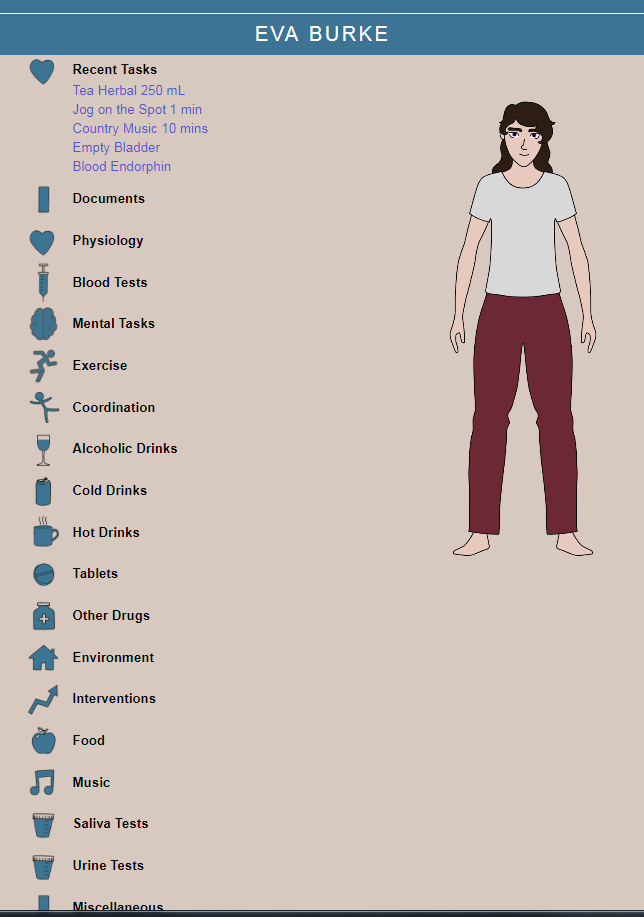 EVA BURKE
Recent Tasks
Tea Herbal 250 mL
Jog on the Spot 1 min
Country Music 10 mins
Empty Bladder
Blood Endorphin
Documents
Physiology
Blood Tests
Mental Tasks
Exercise
Coordination
Alcoholic Drinks
Cold Drinks
Hot Drinks
Tablets
Other Drugs
Environment
Interventions
Food
Music
Saliva Tests
Urine Tests
Miscellaneous